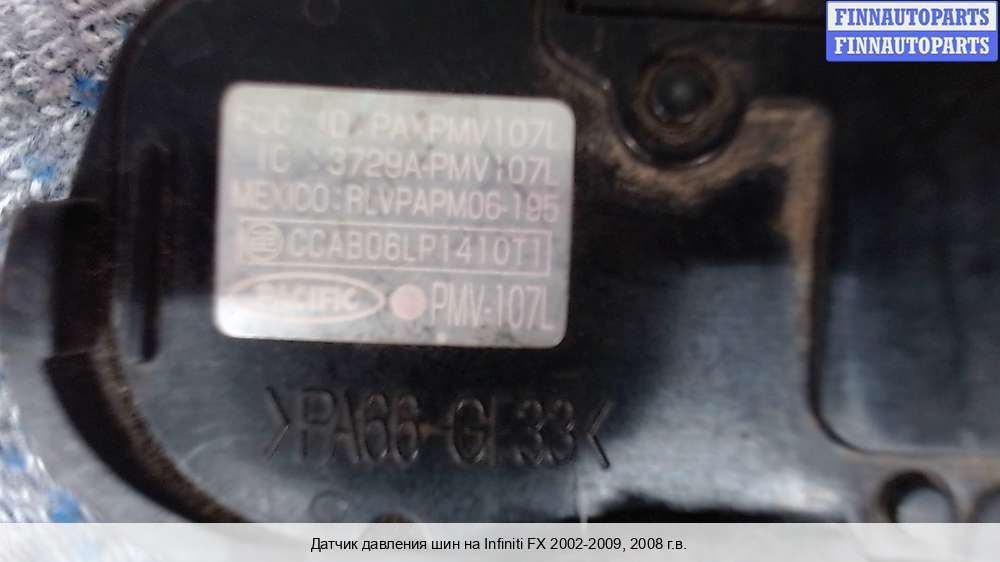 FINNAUTOPARTS
FINNAUTOPARTS
FCC ID PAXPMV107L
IC 3729A-PMV107L
MEXICO: RLVPAPM06-195
CCAB06LP1410T1
PACIFIC PMV-107L
>PA66-GF33<
Датчик давления шин на Infiniti FX 2002-2009, 2008 г.в.